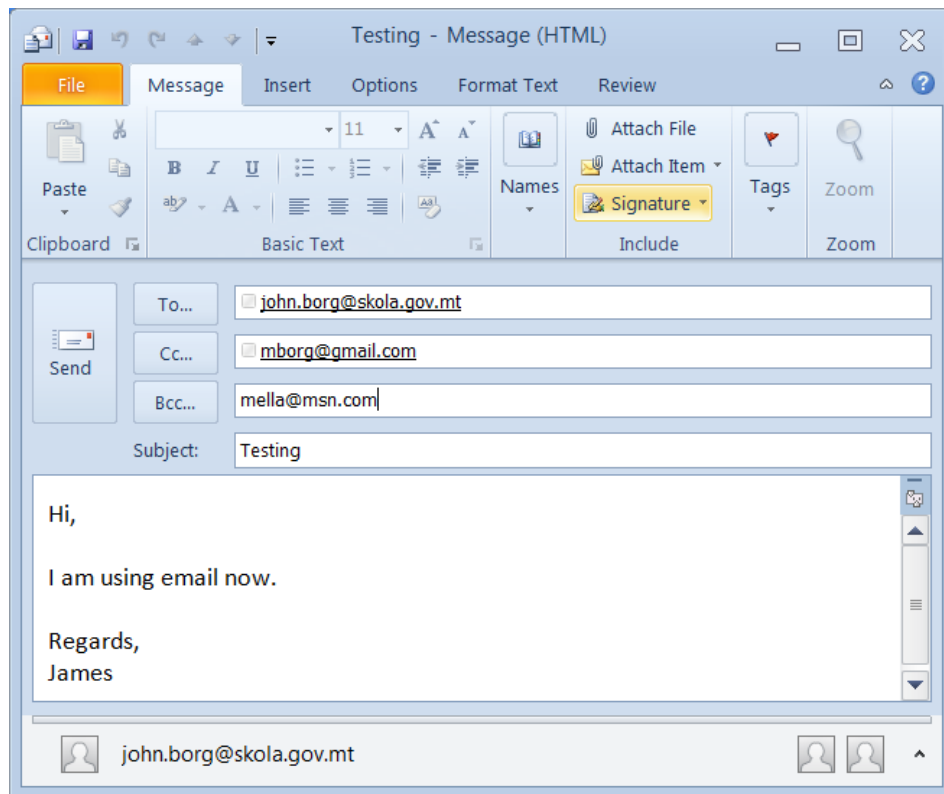 Testing - Message (HTML)
File Message Insert Options Format Text Review
Paste
11
B I U
ab A
Names
Attach File
Attach Item
Signature
Tags
Zoom
Clipboard Basic Text Include Zoom
Send
To... john.borg@skola.gov.mt
Cc... mborg@gmail.com
Bcc... mella@msn.com
Subject: Testing
Hi,
I am using email now.
Regards,
James
john.borg@skola.gov.mt